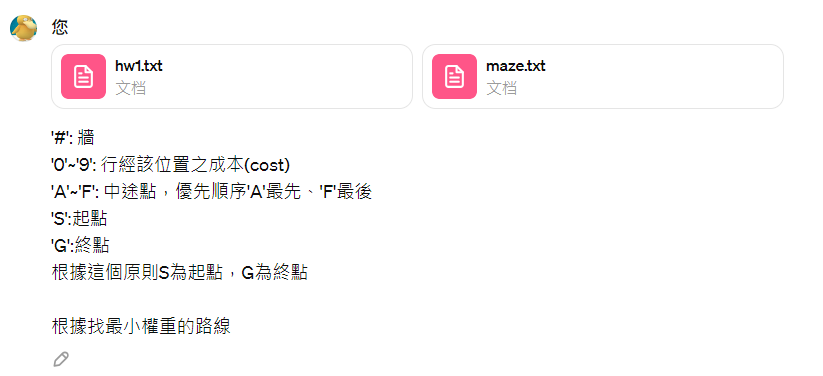 您
hw1.txt
文档
maze.txt
文档
'#': 牆
'0'~'9': 行經該位置之成本(cost)
'A'~'F': 中途點，優先順序'A'最先、'F'最後
'S':起點
'G':終點
根據這個原則S為起點，G為終點
根據找最小權重的路線